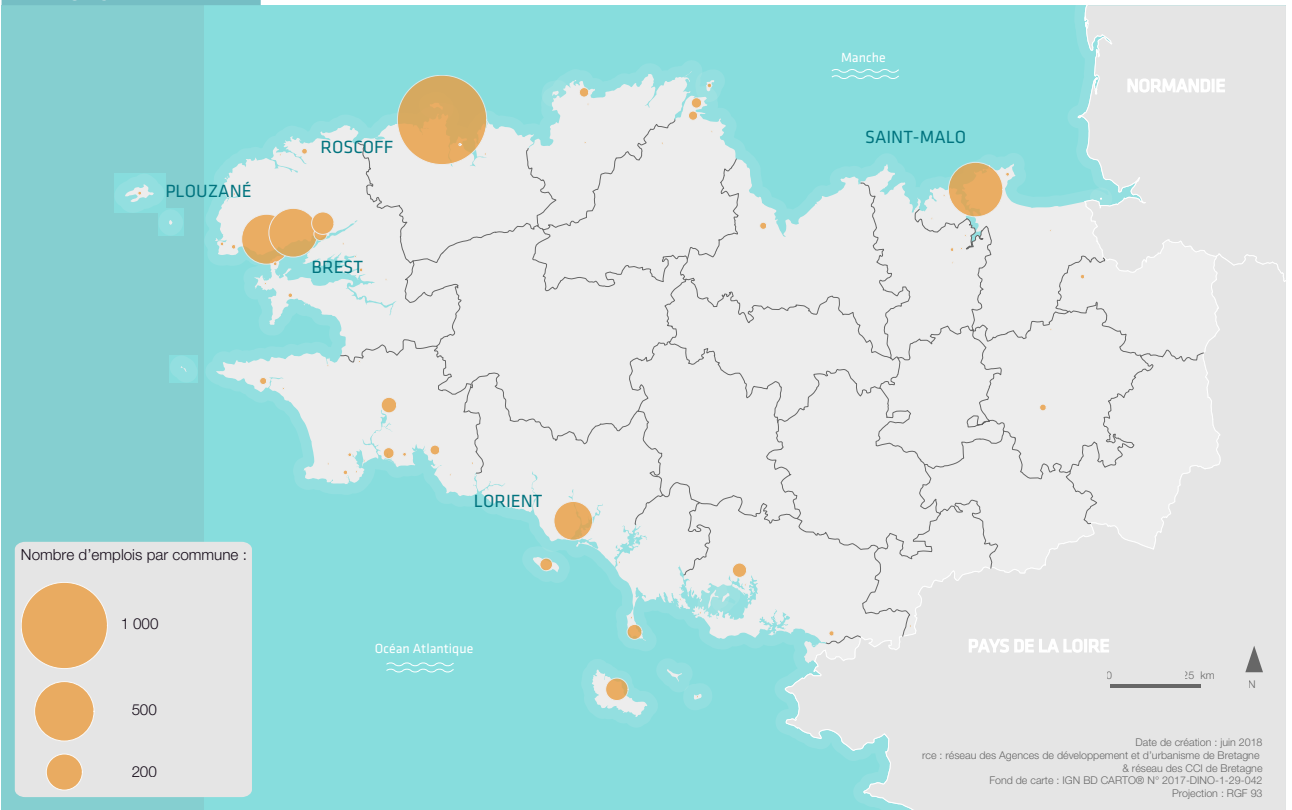 Manche
NORMANDIE
SAINT-MALO
ROSCOFF
PLOUZANÉ
BREST
LORIENT
Nombre d'emplois par commune :
1 000
500
200
Océan Atlantique
PAYS DE LA LOIRE
0 25 km
N
Date de création : juin 2018
rce : réseau des Agences de développement et d'urbanisme de Bretagne
& réseau des CCI de Bretagne
Fond de carte : IGN BD CARTO® N° 2017-DINO-1-29-042
Projection : RGF 93